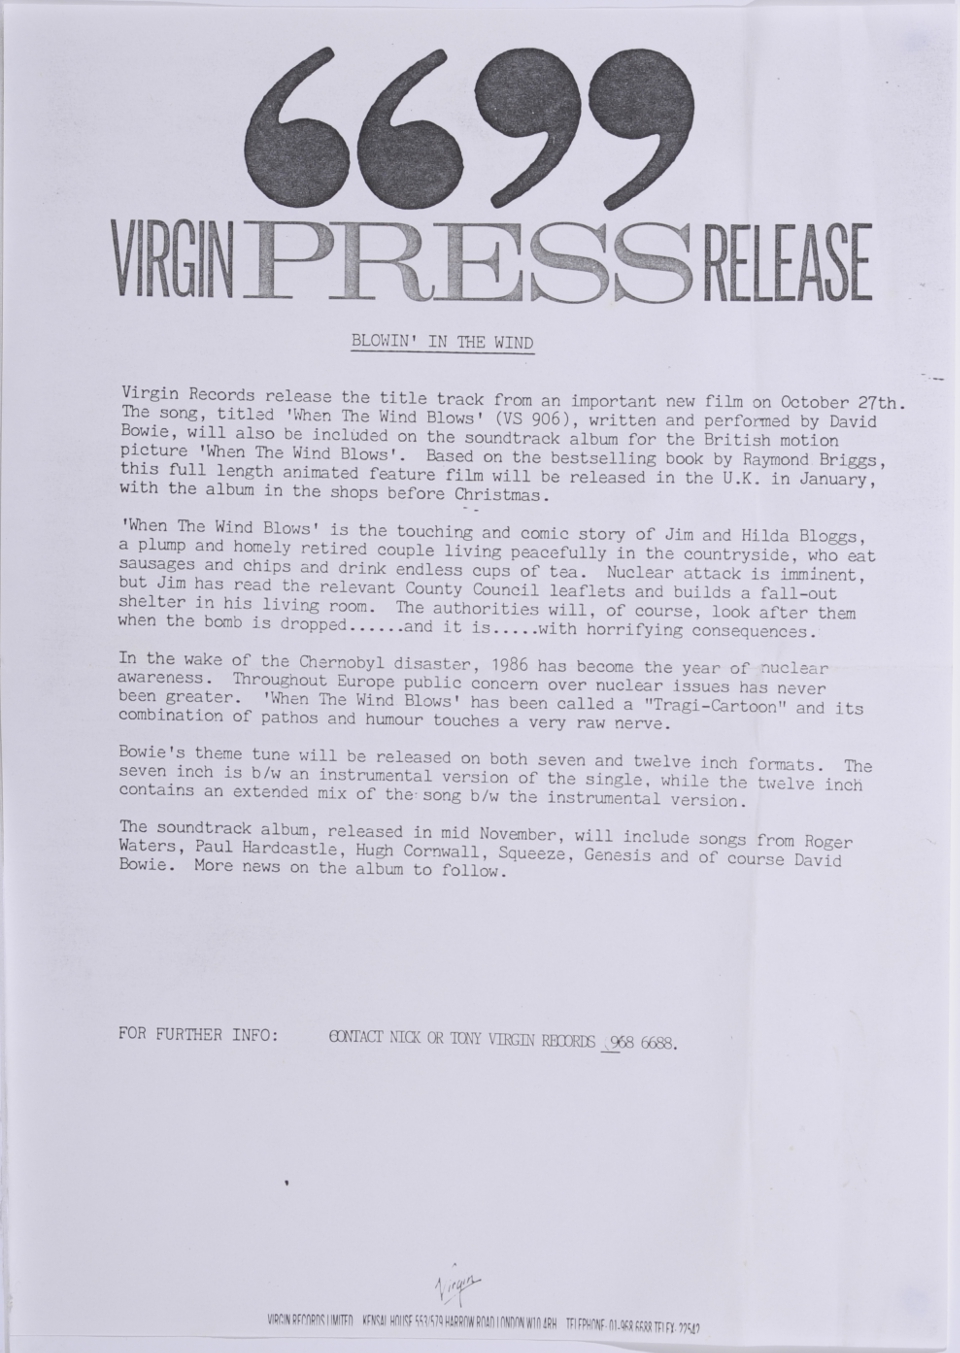 VIRGIN PRESS RELEASE
BLOWIN' IN THE WIND
Virgin Records release the title track from an important new film on October 27th.
The song, titled 'When The Wind Blows' (VS 906), written and performed by David
Bowie, will also be included on the soundtrack album for the British motion
picture 'When The Wind Blows'. Based on the bestselling book by Raymond Briggs,
this full length animated feature film will be released in the U.K. in January,
with the album in the shops before Christmas.
'When The Wind Blows' is the touching and comic story of Jim and Hilda Bloggs,
a plump and homely retired couple living peacefully in the countryside, who eat
sausages and chips and drink endless cups of tea. Nuclear attack is imminent,
but Jim has read the relevant County Council leaflets and builds a fall-out
shelter in his living room. The authorities will, of course, look after them
when the bomb is dropped......and it is.....with horrifying consequences.
In the wake of the Chernobyl disaster, 1986 has become the year of nuclear
awareness. Throughout Europe public concern over nuclear issues has never
been greater. 'When The Wind Blows' has been called a "Tragi-Cartoon" and its
combination of pathos and humour touches a very raw nerve.
Bowie's theme tune will be released on both seven and twelve inch formats. The
seven inch is b/w an instrumental version of the single, while the twelve inch
contains an extended mix of the song b/w the instrumental version.
The soundtrack album, released in mid November, will include songs from Roger
Waters, Paul Hardcastle, Hugh Cornwall, Squeeze, Genesis and of course David
Bowie. More news on the album to follow.
FOR FURTHER INFO: CONTACT NICK OR TONY VIRGIN RECORDS 968 6688.
Virgin
VIRGIN RECORDS LIMITED KENSAL HOUSE 553/579 HARROW ROAD LONDON W10 4RH TELEPHONE: 01-968 6688 TELEX: 22542